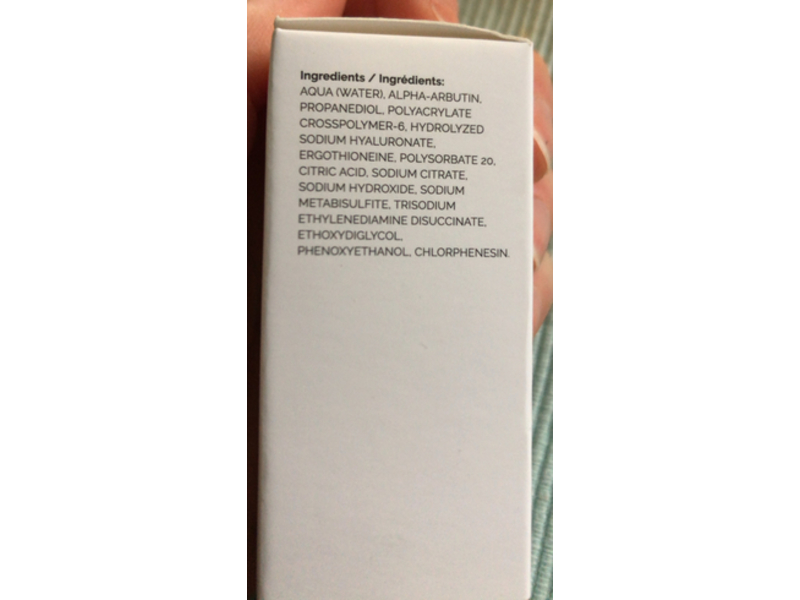 Ingredients / Ingrédients:
AQUA (WATER), ALPHA-ARBUTIN,
PROPANEDIOL, POLYACRYLATE
CROSSPOLYMER-6, HYDROLYZED
SODIUM HYALURONATE,
ERGOTHIONEINE, POLYSORBATE 20,
CITRIC ACID, SODIUM CITRATE,
SODIUM HYDROXIDE, SODIUM
METABISULFITE, TRISODIUM
ETHYLENEDIAMINE DISUCCINATE,
ETHOXYDIGLYCOL,
PHENOXYETHANOL, CHLORPHENESIN.